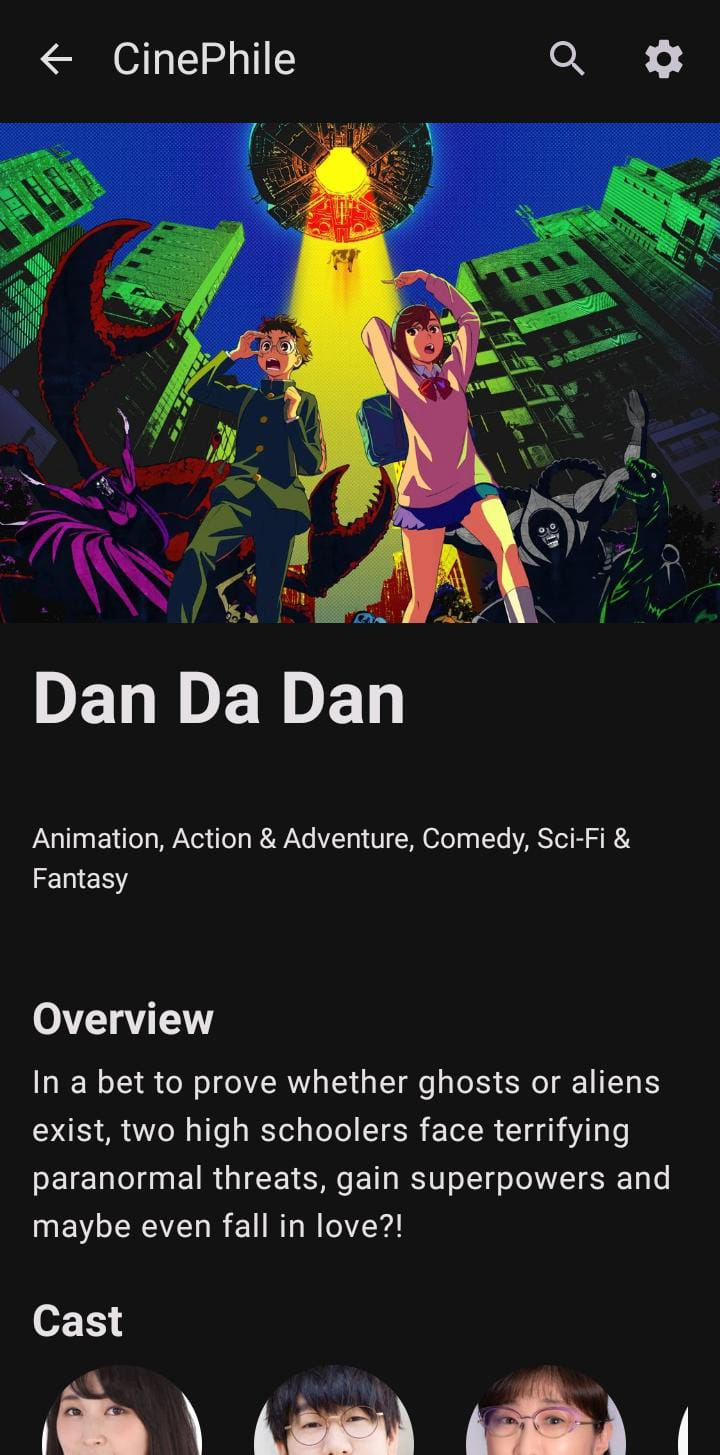 CinePhile
Dan Da Dan
Animation, Action & Adventure, Comedy, Sci-Fi &
Fantasy
Overview
In a bet to prove whether ghosts or aliens
exist, two high schoolers face terrifying
paranormal threats, gain superpowers and
maybe even fall in love?!
Cast